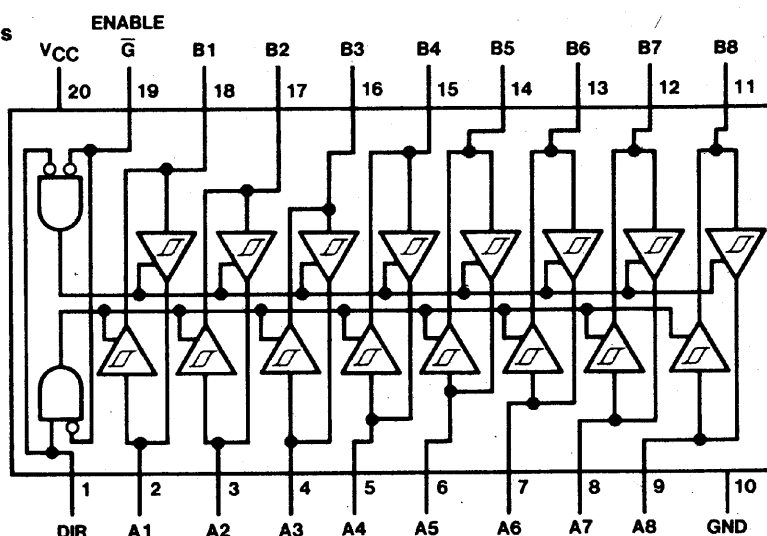 s
ENABLE
VCC G B1 B2 B3 B4 B5 B6 B7 B8
20 19 18 17 16 15 14 13 12 11
1 2 3 4 5 6 7 8 9 10
DIR A1 A2 A3 A4 A5 A6 A7 A8 GND